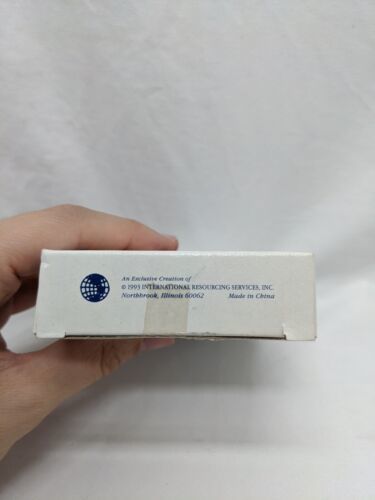 An Exclusive Creation of
© 1993 INTERNATIONAL RESOURCING SERVICES, INC.
Northbrook, Illinois 60062 Made in China